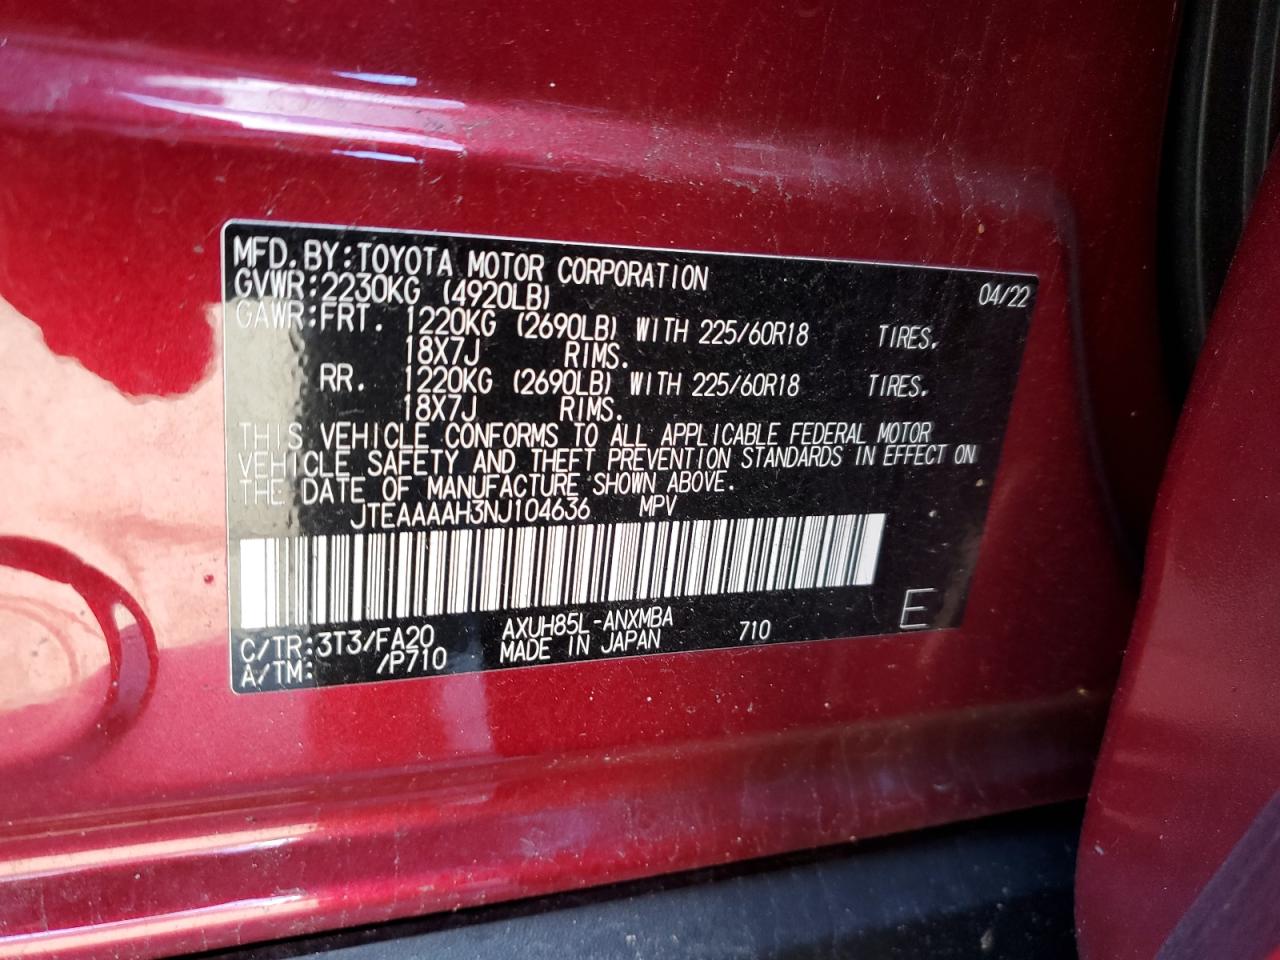 MFD. BY: TOYOTA MOTOR CORPORATION 04/22
GVWR: 2230KG (4920LB)
GAWR: FRT. 1220KG (2690LB) WITH 225/60R18 TIRES.
18X7J RIMS.
RR. 1220KG (2690LB) WITH 225/60R18 TIRES.
18X7J RIMS.
THIS VEHICLE CONFORMS TO ALL APPLICABLE FEDERAL MOTOR
VEHICLE SAFETY AND THEFT PREVENTION STANDARDS IN EFFECT ON
THE DATE OF MANUFACTURE SHOWN ABOVE.
JTEAAAAH3NJ104636 MPV
C/TR: 3T3/FA20 AXUH85L-ANXMBA 710 E
A/TM: /P710 MADE IN JAPAN